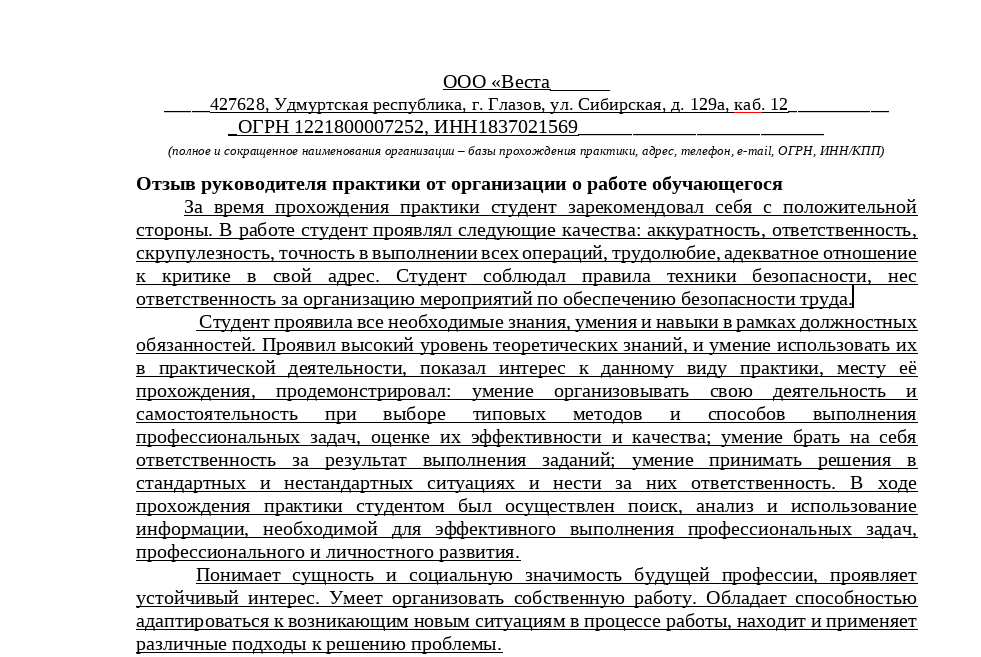 ООО «Веста______
_____427628, Удмуртская республика, г. Глазов, ул. Сибирская, д. 129а, каб. 12___________
_ОГРН 1221800007252, ИНН1837021569___________________________
(полное и сокращенное наименования организации – базы прохождения практики, адрес, телефон, e-mail, ОГРН, ИНН/КПП)
Отзыв руководителя практики от организации о работе обучающегося
За время прохождения практики студент зарекомендовал себя с положительной
стороны. В работе студент проявлял следующие качества: аккуратность, ответственность,
скрупулезность, точность в выполнении всех операций, трудолюбие, адекватное отношение
к критике в свой адрес. Студент соблюдал правила техники безопасности, нес
ответственность за организацию мероприятий по обеспечению безопасности труда.
Студент проявила все необходимые знания, умения и навыки в рамках должностных
обязанностей. Проявил высокий уровень теоретических знаний, и умение использовать их
в практической деятельности, показал интерес к данному виду практики, месту её
прохождения, продемонстрировал: умение организовывать свою деятельность и
самостоятельность при выборе типовых методов и способов выполнения
профессиональных задач, оценке их эффективности и качества; умение брать на себя
ответственность за результат выполнения заданий; умение принимать решения в
стандартных и нестандартных ситуациях и нести за них ответственность. В ходе
прохождения практики студентом был осуществлен поиск, анализ и использование
информации, необходимой для эффективного выполнения профессиональных задач,
профессионального и личностного развития.
Понимает сущность и социальную значимость будущей профессии, проявляет
устойчивый интерес. Умеет организовать собственную работу. Обладает способностью
адаптироваться к возникающим новым ситуациям в процессе работы, находит и применяет
различные подходы к решению проблемы.